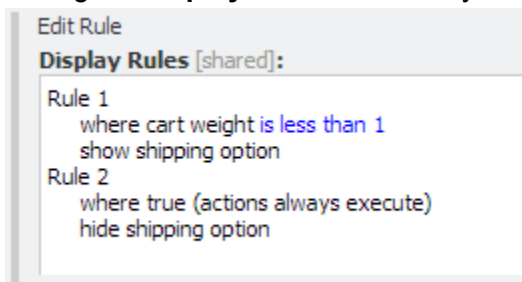 Edit Rule
Display Rules [shared]:
Rule 1
where cart weight is less than 1
show shipping option
Rule 2
where true (actions always execute)
hide shipping option